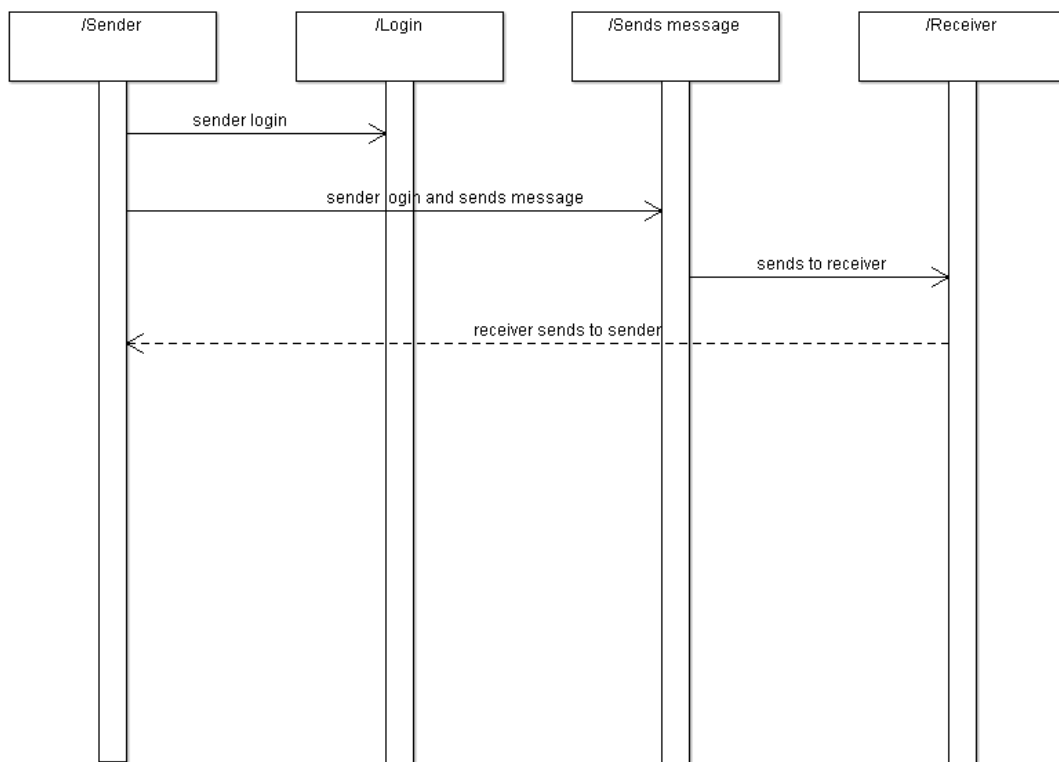 /Sender
/Login
/Sends message
/Receiver
sender login
sender login and sends message
sends to receiver
receiver sends to sender